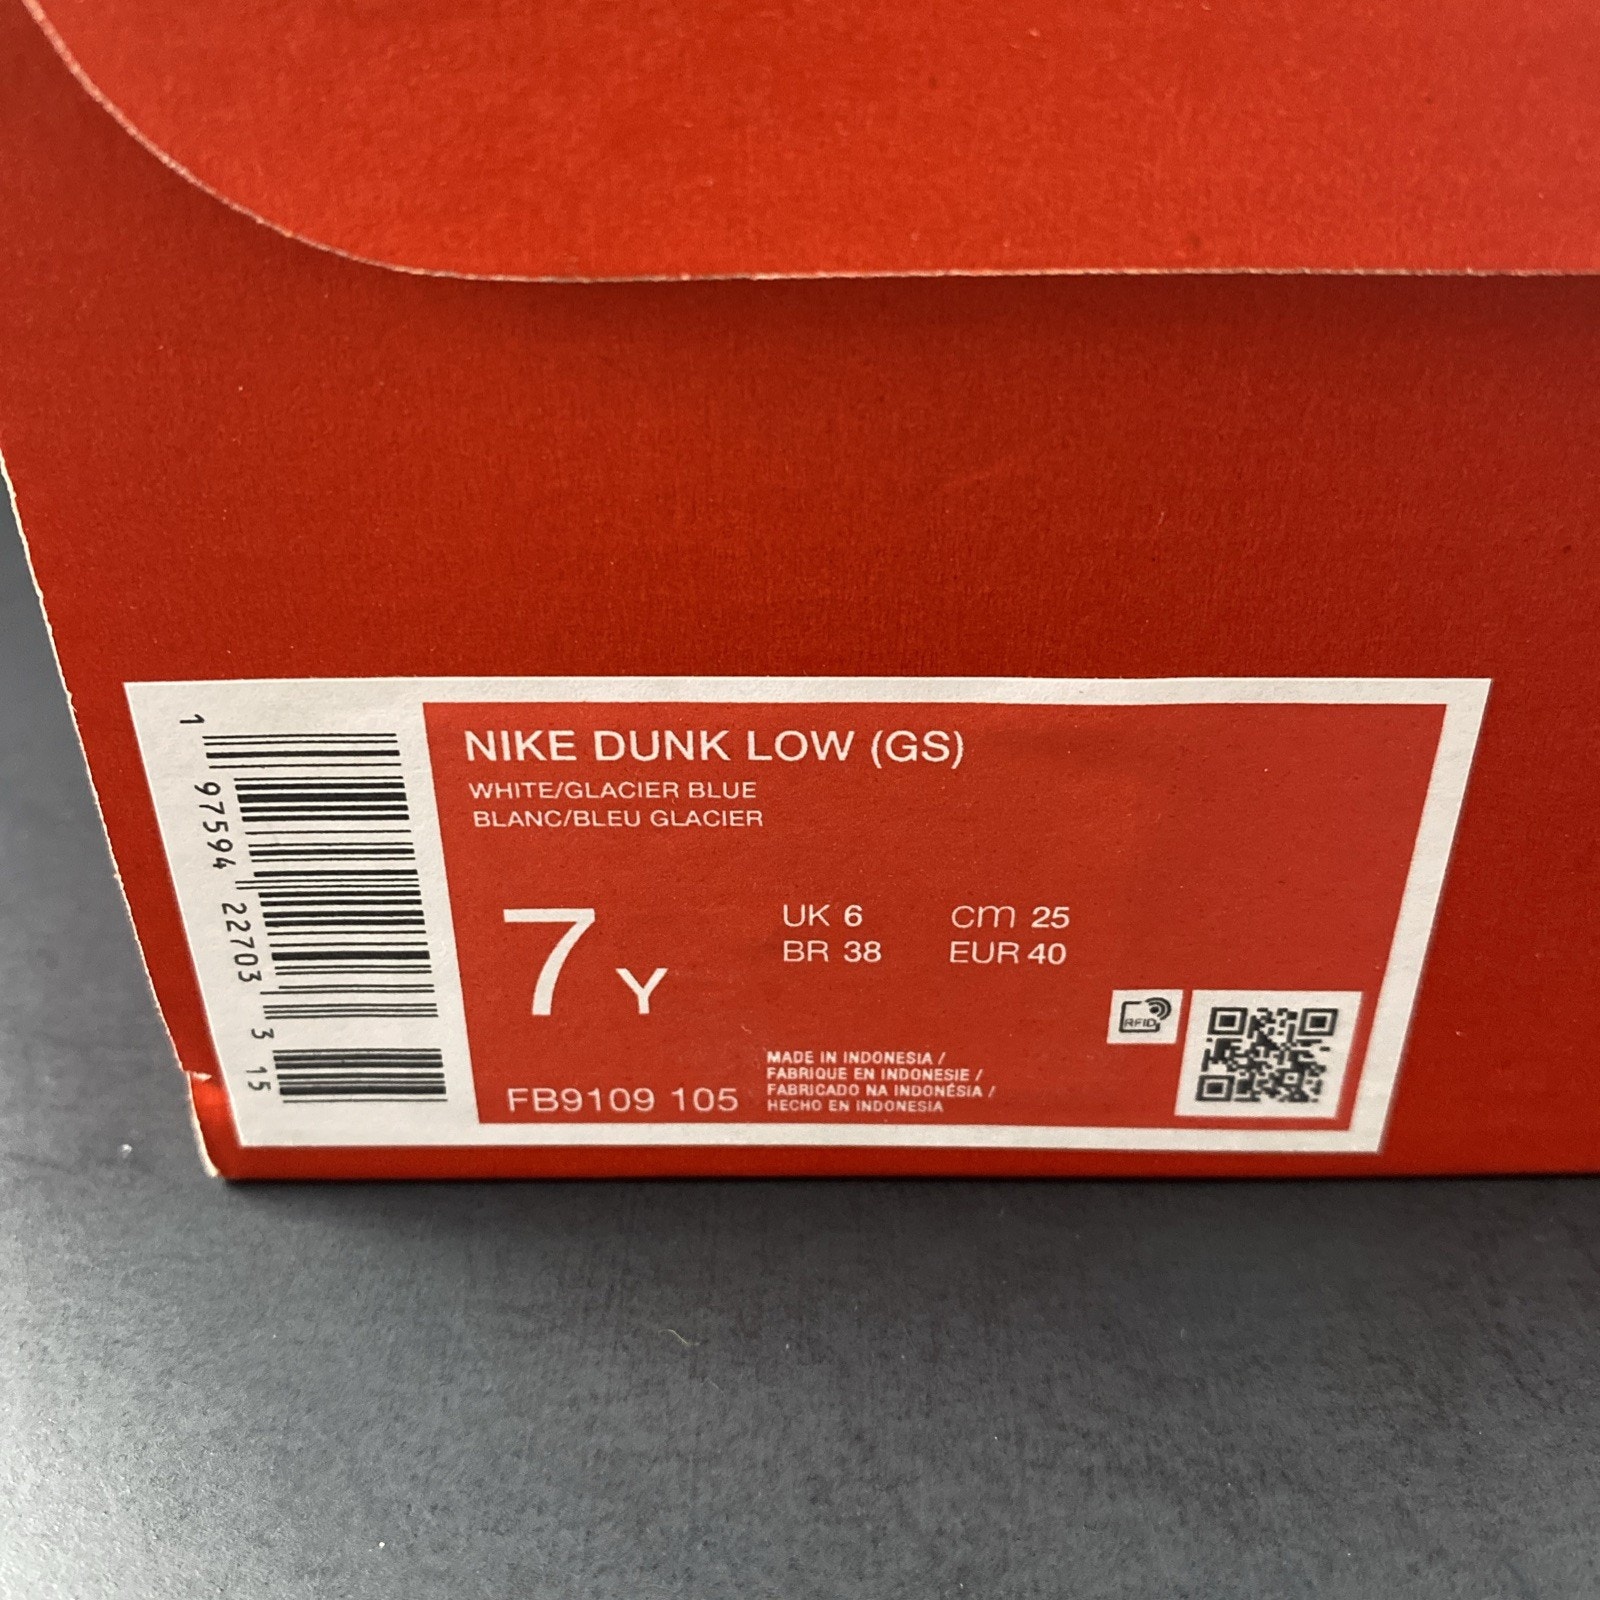 NIKE DUNK LOW (GS)
WHITE/GLACIER BLUE
BLANC/BLEU GLACIER
7 Y
UK 6 cm 25
BR 38 EUR 40
FB9109 105
MADE IN INDONESIA /
FABRIQUE EN INDONESIE /
FABRICADO NA INDONÉSIA /
HECHO EN INDONESIA
RFID
1 97594 22703 3 15